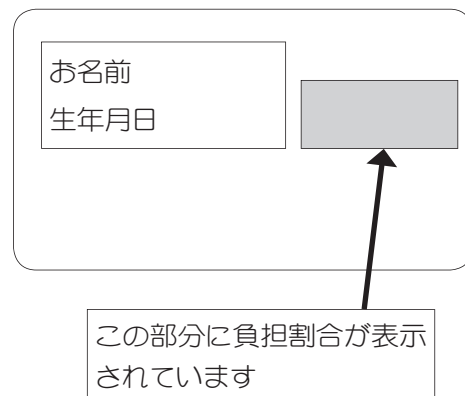 お名前
生年月日
この部分に負担割合が表示
されています